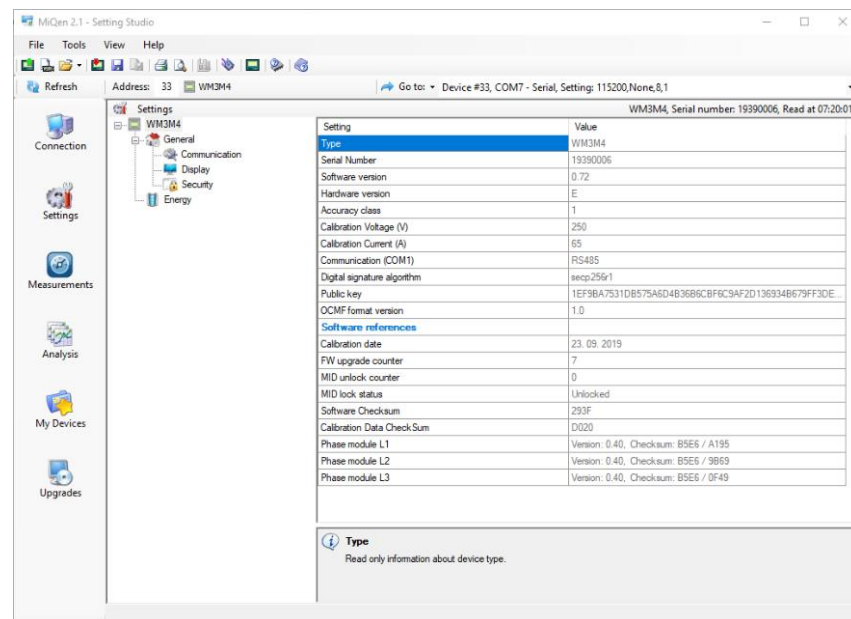 MiQen 2.1 - Setting Studio
File Tools View Help
Refresh Address: 33 WM3M4 Go to: Device #33, COM7 - Serial, Setting: 115200,None,8,1
Connection
Settings
Measurements
Analysis
My Devices
Upgrades
Settings WM3M4, Serial number: 19390006, Read at 07:20:01
WM3M4
General
Communication
Display
Security
Energy
Setting Value
Type WM3M4
Serial Number 19390006
Software version 0.72
Hardware version E
Accuracy class 1
Calibration Voltage (V) 250
Calibration Current (A) 65
Communication (COM1) RS485
Digital signature algorithm secp256r1
Public key 1EF9BA7531DB575A6D4B36B6CBF6C9AF2D136934B679FF3DE...
OCMF format version 1.0
Software references
Calibration date 23. 09. 2019
FW upgrade counter 7
MID unlock counter 0
MID lock status Unlocked
Software Checksum 293F
Calibration Data CheckSum D020
Phase module L1 Version: 0.40, Checksum: B5E6 / A195
Phase module L2 Version: 0.40, Checksum: B5E6 / 9B69
Phase module L3 Version: 0.40, Checksum: B5E6 / 0F49
Type
Read only information about device type.